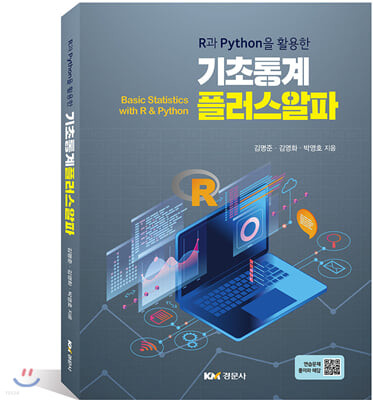 R과 Python을 활용한
기초통계
플러스알파
Basic Statistics
with R & Python
김명준 · 김영화 · 박영호 지음
R
연습문제
풀이와 해답
KM 경문사
R과 Python을 활용한
기초통계플러스알파
김명준 · 김영화 · 박영호 지음
KM 경문사